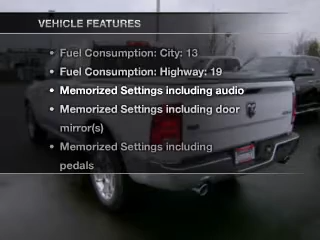 VEHICLE FEATURES
• Fuel Consumption: City: 13
• Fuel Consumption: Highway: 19
• Memorized Settings including audio
• Memorized Settings including door
mirror(s)
• Memorized Settings including
pedals